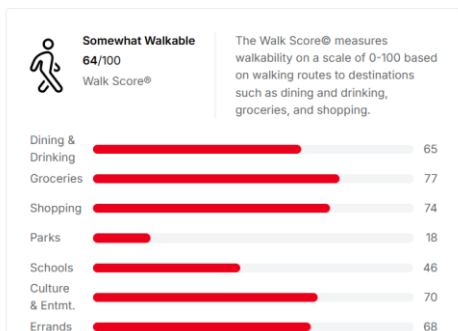 Somewhat Walkable
64/100
Walk Score®
The Walk Score© measures
walkability on a scale of 0-100 based
on walking routes to destinations
such as dining and drinking,
groceries, and shopping.
Dining &
Drinking
65
Groceries
77
Shopping
74
Parks
18
Schools
46
Culture
& Entmt.
70
Errands
68